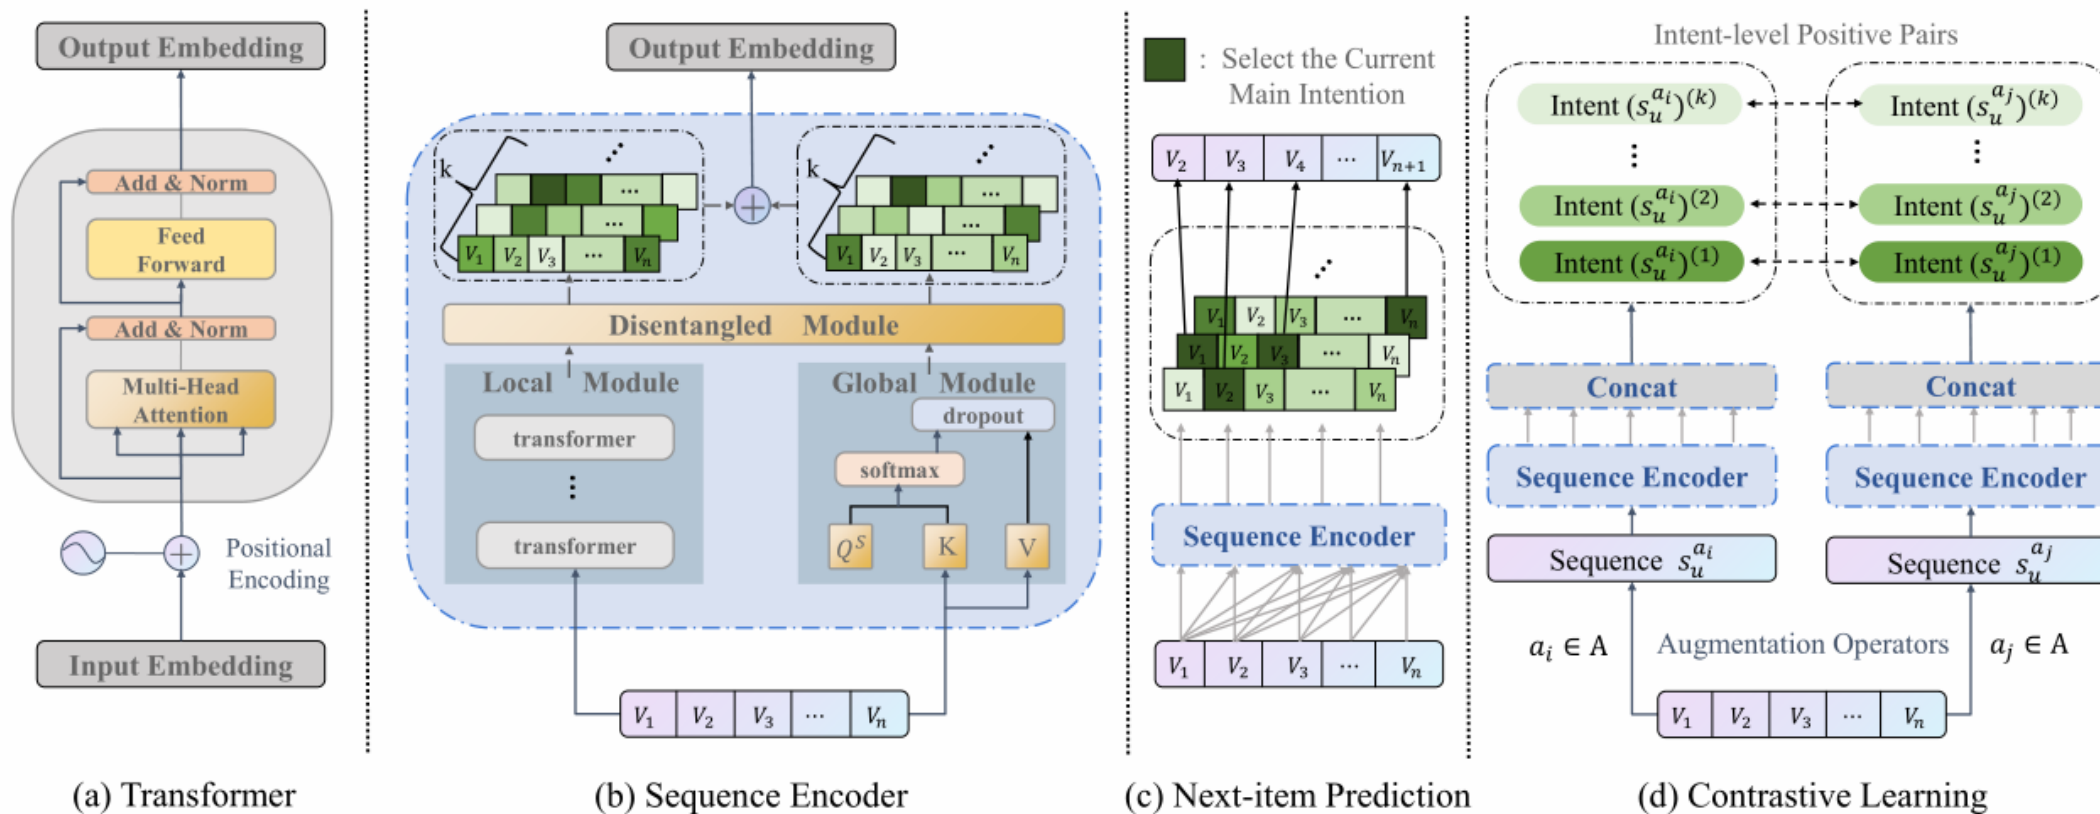 Output Embedding
Add & Norm
Feed
Forward
Add & Norm
Multi-Head
Attention
Positional
Encoding
Input Embedding
(a) Transformer
Output Embedding
k
V₁ V₂ V₃ ... Vₙ
k
V₁ V₂ V₃ ... Vₙ
Disentangled Module
Local Module
transformer
⋮
transformer
Global Module
dropout
softmax
Q^S K V
V₁ V₂ V₃ ... Vₙ
(b) Sequence Encoder
: Select the Current
Main Intention
V₂ V₃ V₄ ... Vₙ₊₁
V₁ V₂ V₃ ... Vₙ
V₁ V₂ V₃ ... Vₙ
V₁ V₂ V₃ ... Vₙ
Sequence Encoder
V₁ V₂ V₃ ... Vₙ
(c) Next-item Prediction
Intent-level Positive Pairs
Intent (s_u^{a_i})^{(k)} Intent (s_u^{a_j})^{(k)}
⋮ ⋮
Intent (s_u^{a_i})^{(2)} Intent (s_u^{a_j})^{(2)}
Intent (s_u^{a_i})^{(1)} Intent (s_u^{a_j})^{(1)}
Concat Concat
Sequence Encoder Sequence Encoder
Sequence s_u^{a_i} Sequence s_u^{a_j}
a_i ∈ A Augmentation Operators a_j ∈ A
V₁ V₂ V₃ ... Vₙ
(d) Contrastive Learning